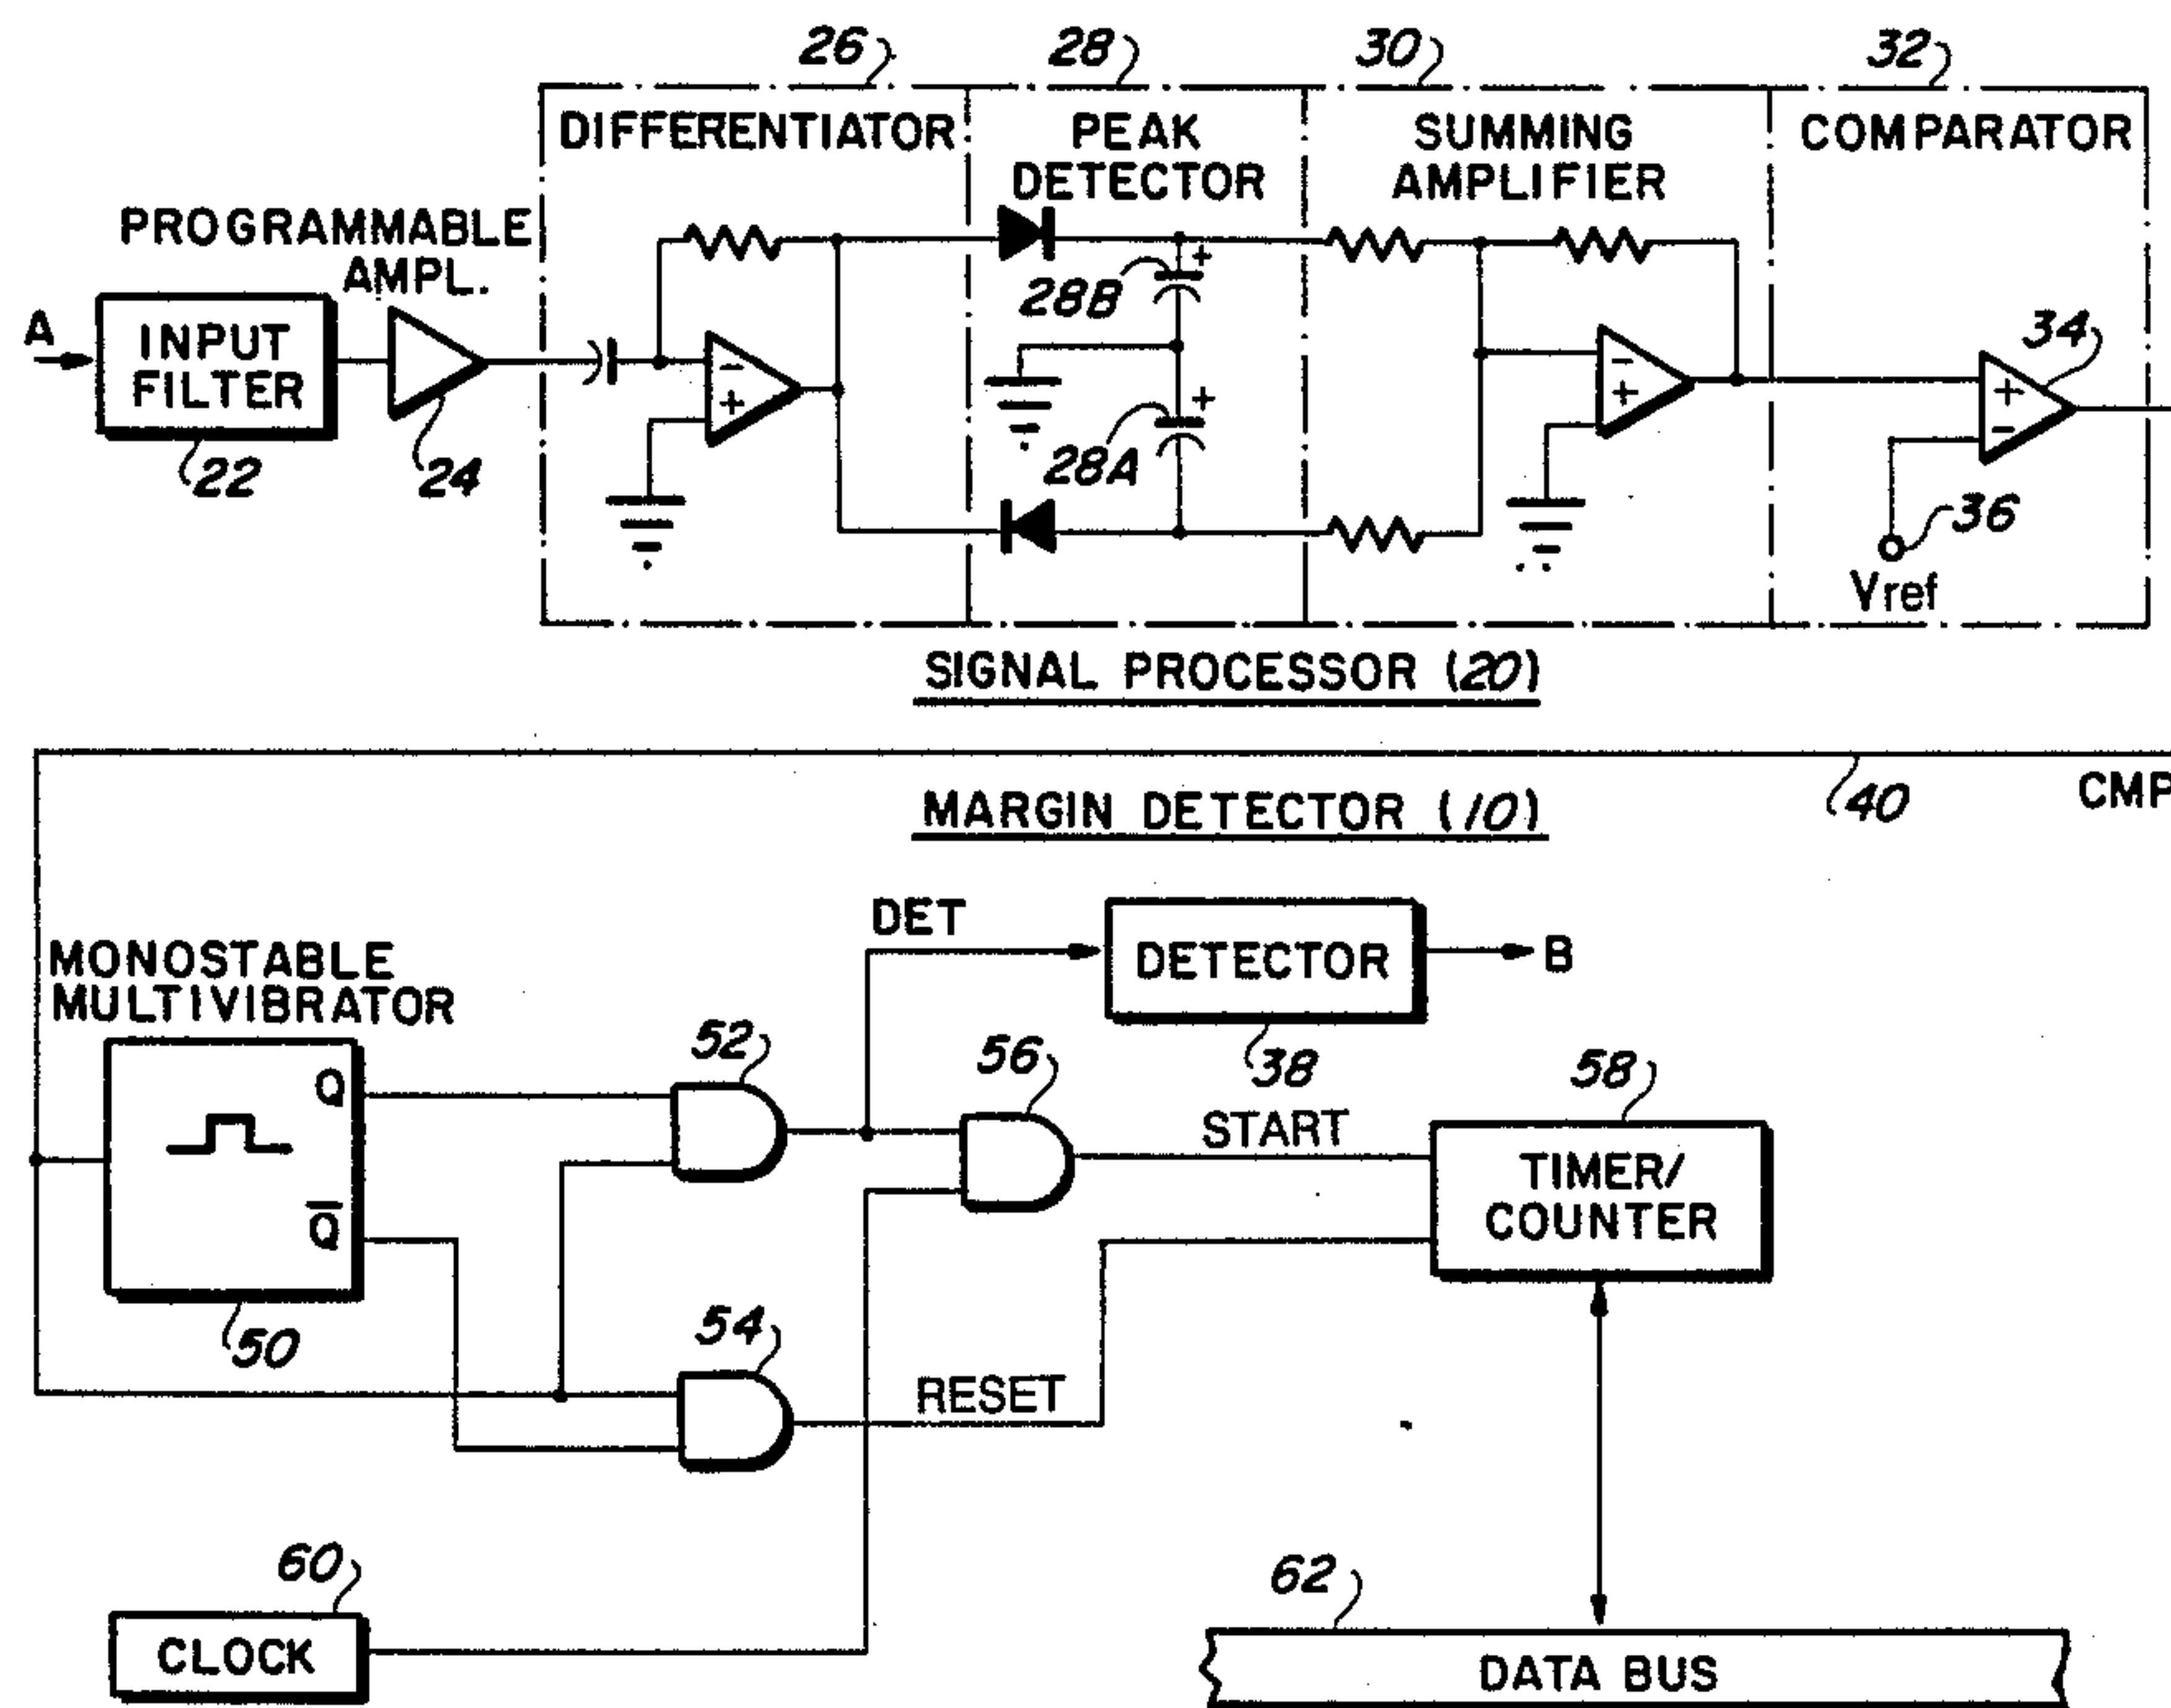 26
28
30
32
DIFFERENTIATOR
PEAK
DETECTOR
SUMMING
AMPLIFIER
COMPARATOR
PROGRAMMABLE
AMPL.
A
INPUT
FILTER
22
24
−
+
28B
+
28A
+
−
+
34
+
−
36
Vref
SIGNAL PROCESSOR (20)
40
CMP
MARGIN DETECTOR (10)
DET
DETECTOR
B
38
MONOSTABLE
MULTIVIBRATOR
Q
Q̅
50
52
56
START
58
TIMER/
COUNTER
54
RESET
60
CLOCK
62
DATA BUS